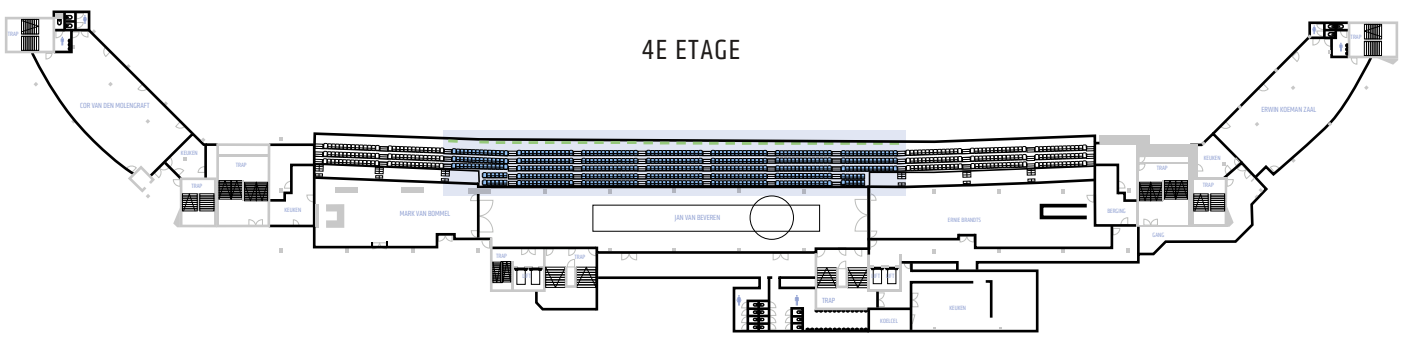 4E ETAGE
TRAP
TRAP
COR VAN DEN MOLENGRAFT
ERWIN KOEMAN ZAAL
KEUKEN
TRAP
TRAP
KEUKEN
MARK VAN BOMMEL
JAN VAN BEVEREN
ERNIE BRANDTS
BERGING
GANG
TRAP
KEUKEN
TRAP
TRAP
TRAP
TRAP
KOELCEL
KEUKEN